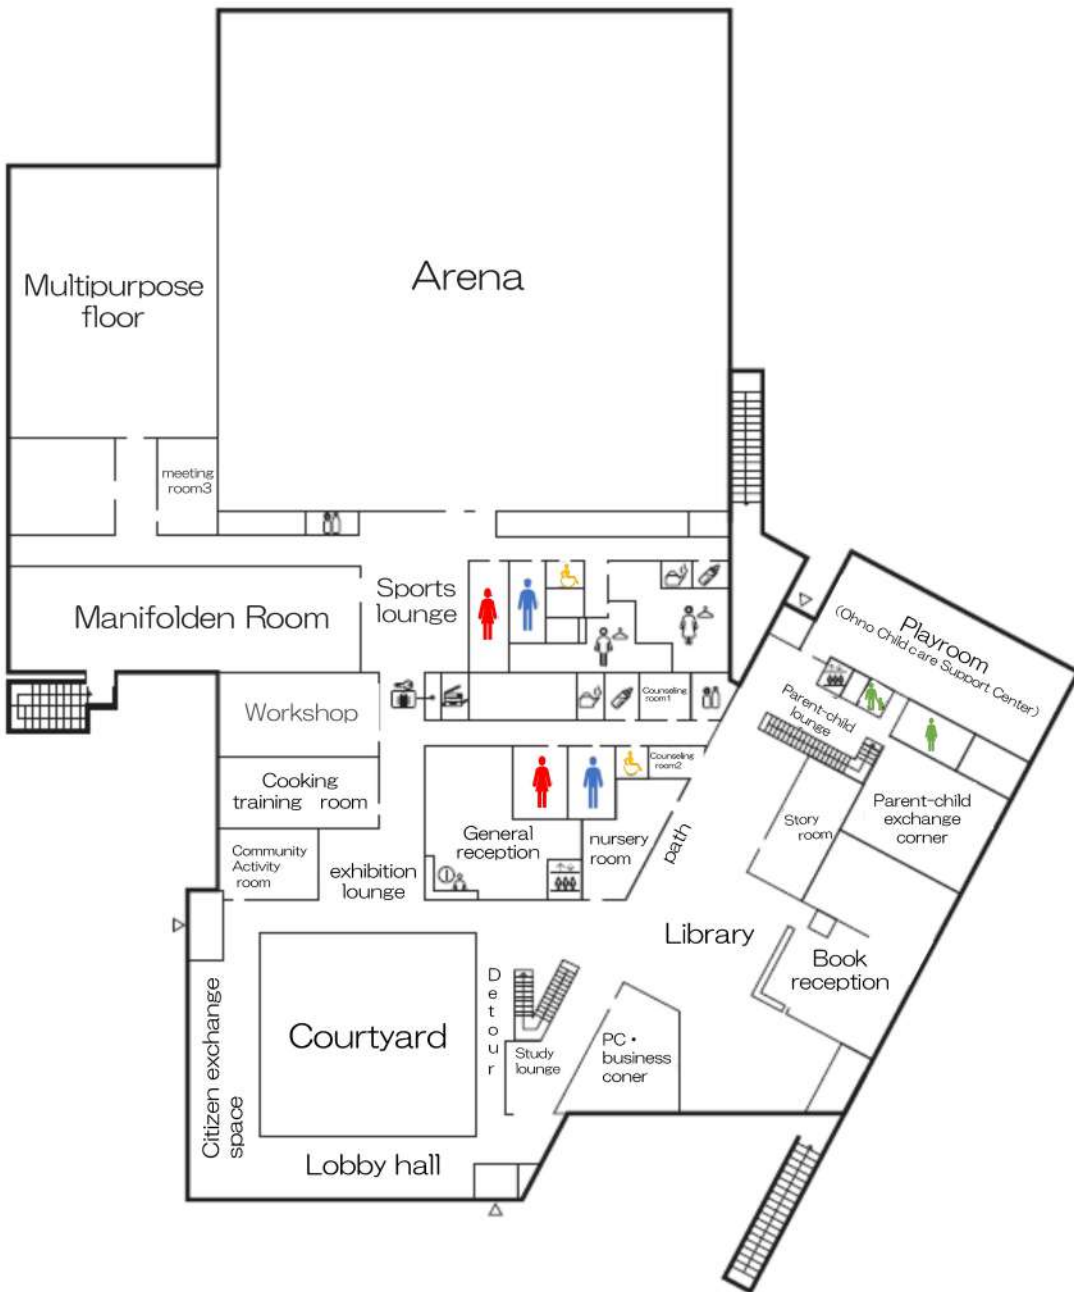 Arena
Multipurpose
floor
meeting
room3
Sports
lounge
Manifolden Room
Playroom
(Ohno Child care Support Center)
Workshop
Counseling
room1
Parent-child
lounge
Cooking
training room
Counseling
room2
Parent-child
exchange
corner
Story
room
General
reception
nursery
room
path
Community
Activity
room
exhibition
lounge
Library
Book
reception
Detour
Courtyard
Study
lounge
PC・
business
coner
Citizen exchange
space
Lobby hall